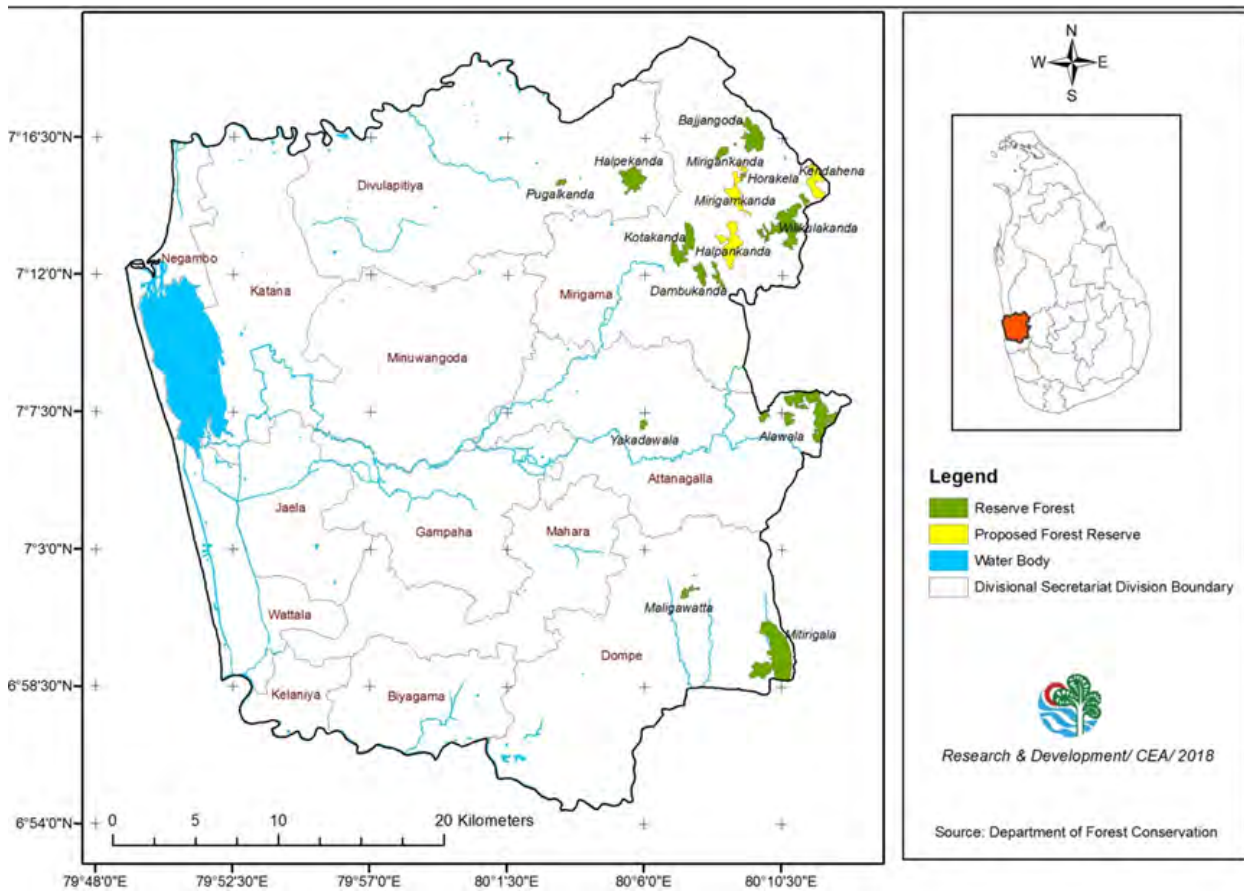 7°16'30"N
7°12'0"N
7°7'30"N
7°3'0"N
6°58'30"N
6°54'0"N
79°48'0"E
79°52'30"E
79°57'0"E
80°1'30"E
80°6'0"E
80°10'30"E
Bajjangoda
Halpekanda
Mirigankanda
Kendahena
Horakela
Divulapitiya
Pugalkanda
Mirigamkanda
Kotakanda
Halpankanda
Negambo
Katana
Mirigama
Dambukanda
Minuwangoda
Yakadawala
Alawala
Attanagalla
Jaela
Gampaha
Mahara
Maligawatta
Wattala
Mitirigala
Dompe
Kelaniya
Biyagama
0 5 10 20 Kilometers
N
W E
S
Legend
Reserve Forest
Proposed Forest Reserve
Water Body
Divisional Secretariat Division Boundary
Research & Development/ CEA/ 2018
Source: Department of Forest Conservation